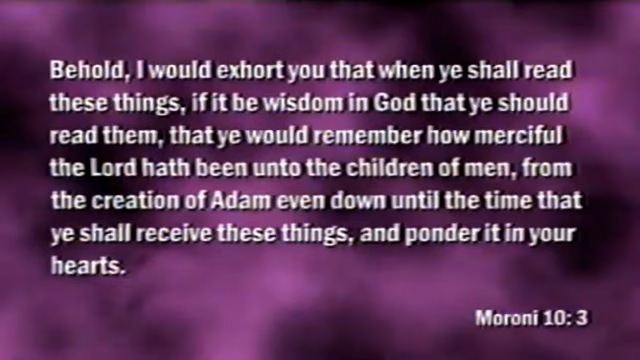 Behold, I would exhort you that when ye shall read
these things, if it be wisdom in God that ye should
read them, that ye would remember how merciful
the Lord hath been unto the children of men, from
the creation of Adam even down until the time that
ye shall receive these things, and ponder it in your
hearts.
Moroni 10: 3